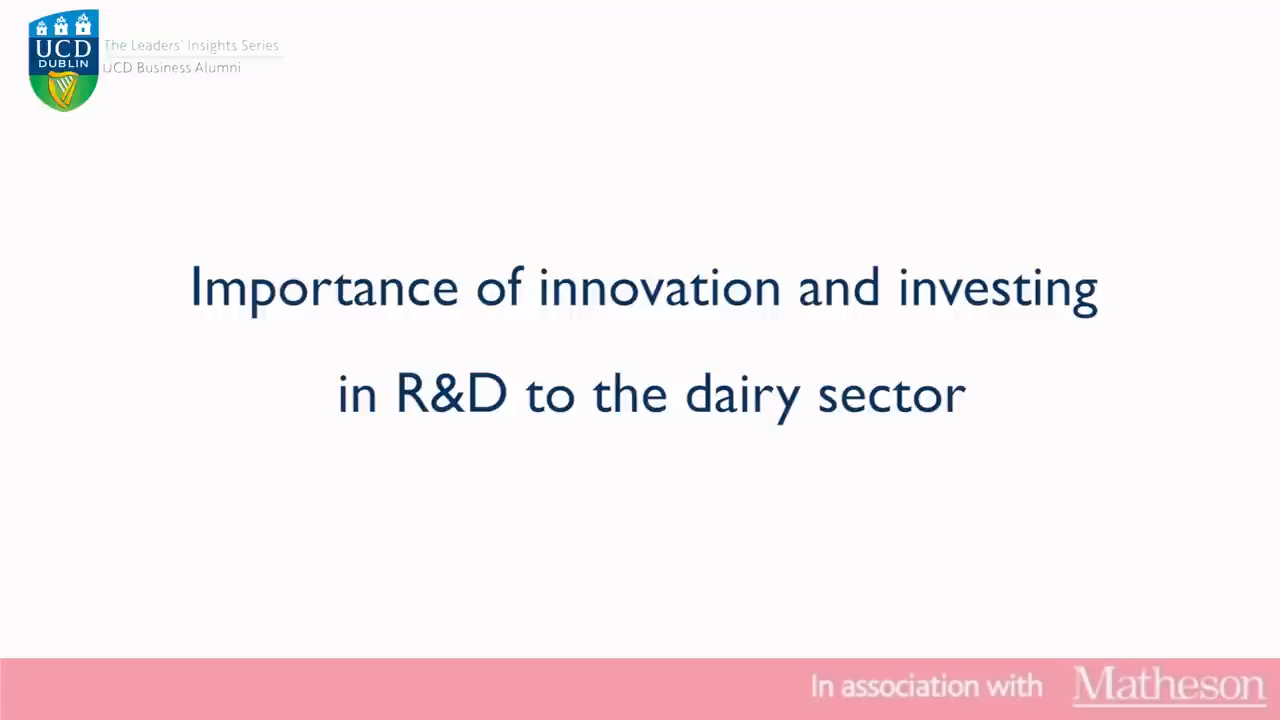 UCD
DUBLIN
The Leaders' Insights Series
UCD Business Alumni
Importance of innovation and investing
in R&D to the dairy sector
In association with Matheson